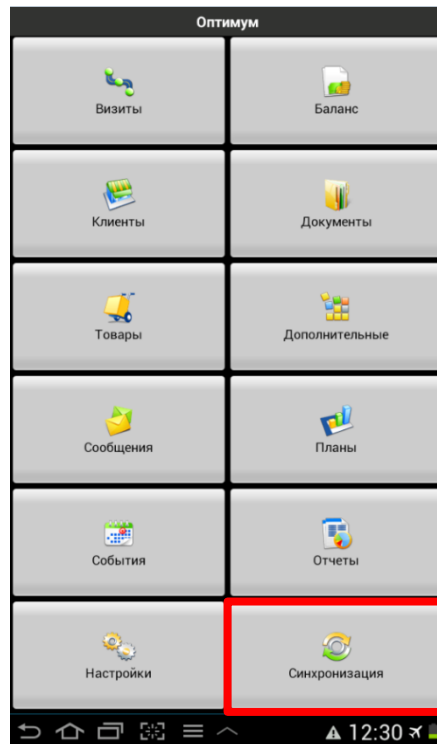 Оптимум
Визиты
Баланс
Клиенты
Документы
Товары
Дополнительные
Сообщения
Планы
События
Отчеты
Настройки
Синхронизация
12:30